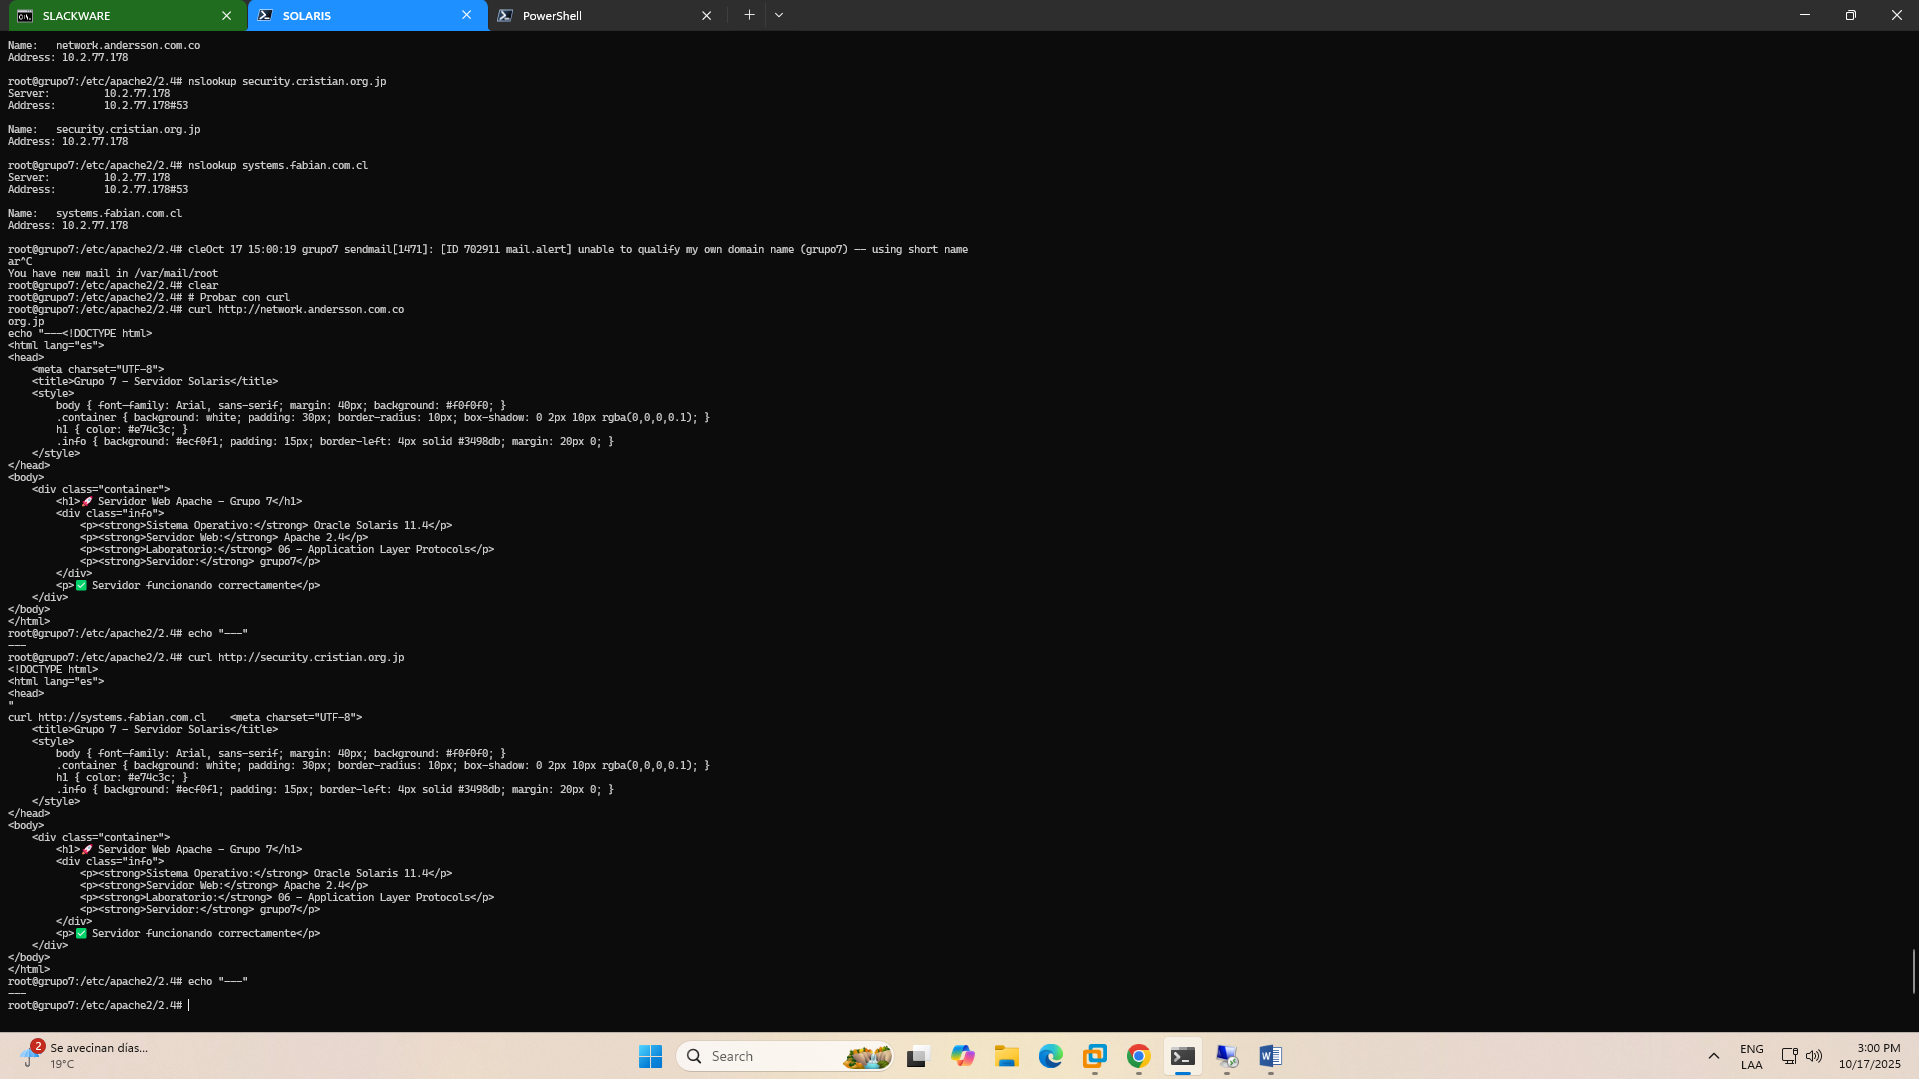 SLACKWARE
SOLARIS
PowerShell
Name:   network.andersson.com.co
Address: 10.2.77.178
root@grupo7:/etc/apache2/2.4# nslookup security.cristian.org.jp
Server:         10.2.77.178
Address:        10.2.77.178#53
Name:   security.cristian.org.jp
Address: 10.2.77.178
root@grupo7:/etc/apache2/2.4# nslookup systems.fabian.com.cl
Server:         10.2.77.178
Address:        10.2.77.178#53
Name:   systems.fabian.com.cl
Address: 10.2.77.178
root@grupo7:/etc/apache2/2.4# cleOct 17 15:00:19 grupo7 sendmail[1471]: [ID 702911 mail.alert] unable to qualify my own domain name (grupo7) -- using short name
ar^C
You have new mail in /var/mail/root
root@grupo7:/etc/apache2/2.4# clear
root@grupo7:/etc/apache2/2.4# # Probar con curl
root@grupo7:/etc/apache2/2.4# curl http://network.andersson.com.co
org.jp
echo "---<!DOCTYPE html>
<html lang="es">
<head>
    <meta charset="UTF-8">
    <title>Grupo 7 - Servidor Solaris</title>
    <style>
        body { font-family: Arial, sans-serif; margin: 40px; background: #f0f0f0; }
        .container { background: white; padding: 30px; border-radius: 10px; box-shadow: 0 2px 10px rgba(0,0,0,0.1); }
        h1 { color: #e74c3c; }
        .info { background: #ecf0f1; padding: 15px; border-left: 4px solid #3498db; margin: 20px 0; }
    </style>
</head>
<body>
    <div class="container">
        <h1>🚀 Servidor Web Apache - Grupo 7</h1>
        <div class="info">
            <p><strong>Sistema Operativo:</strong> Oracle Solaris 11.4</p>
            <p><strong>Servidor Web:</strong> Apache 2.4</p>
            <p><strong>Laboratorio:</strong> 06 - Application Layer Protocols</p>
            <p><strong>Servidor:</strong> grupo7</p>
        </div>
        <p>✅ Servidor funcionando correctamente</p>
    </div>
</body>
</html>
root@grupo7:/etc/apache2/2.4# echo "---"
---
root@grupo7:/etc/apache2/2.4# curl http://security.cristian.org.jp
<!DOCTYPE html>
<html lang="es">
<head>
"
curl http://systems.fabian.com.cl    <meta charset="UTF-8">
    <title>Grupo 7 - Servidor Solaris</title>
    <style>
        body { font-family: Arial, sans-serif; margin: 40px; background: #f0f0f0; }
        .container { background: white; padding: 30px; border-radius: 10px; box-shadow: 0 2px 10px rgba(0,0,0,0.1); }
        h1 { color: #e74c3c; }
        .info { background: #ecf0f1; padding: 15px; border-left: 4px solid #3498db; margin: 20px 0; }
    </style>
</head>
<body>
    <div class="container">
        <h1>🚀 Servidor Web Apache - Grupo 7</h1>
        <div class="info">
            <p><strong>Sistema Operativo:</strong> Oracle Solaris 11.4</p>
            <p><strong>Servidor Web:</strong> Apache 2.4</p>
            <p><strong>Laboratorio:</strong> 06 - Application Layer Protocols</p>
            <p><strong>Servidor:</strong> grupo7</p>
        </div>
        <p>✅ Servidor funcionando correctamente</p>
    </div>
</body>
</html>
root@grupo7:/etc/apache2/2.4# echo "---"
---
root@grupo7:/etc/apache2/2.4#
2
Se avecinan días...
19°C
Search
ENG
LAA
3:00 PM
10/17/2025